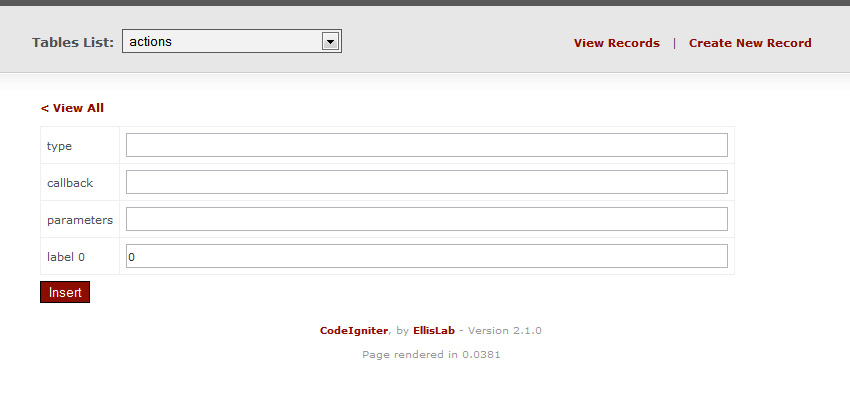 Tables List: actions View Records | Create New Record
< View All
type
callback
parameters
label 0 0
Insert
CodeIgniter, by EllisLab - Version 2.1.0
Page rendered in 0.0381